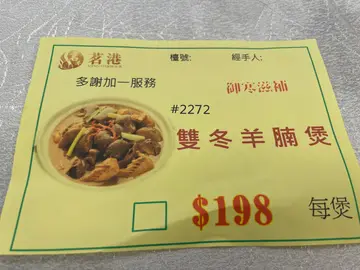 茗港 檯號: 經手人:
多謝加一服務 御寒滋補
#2272
雙冬羊腩煲
$198 每煲